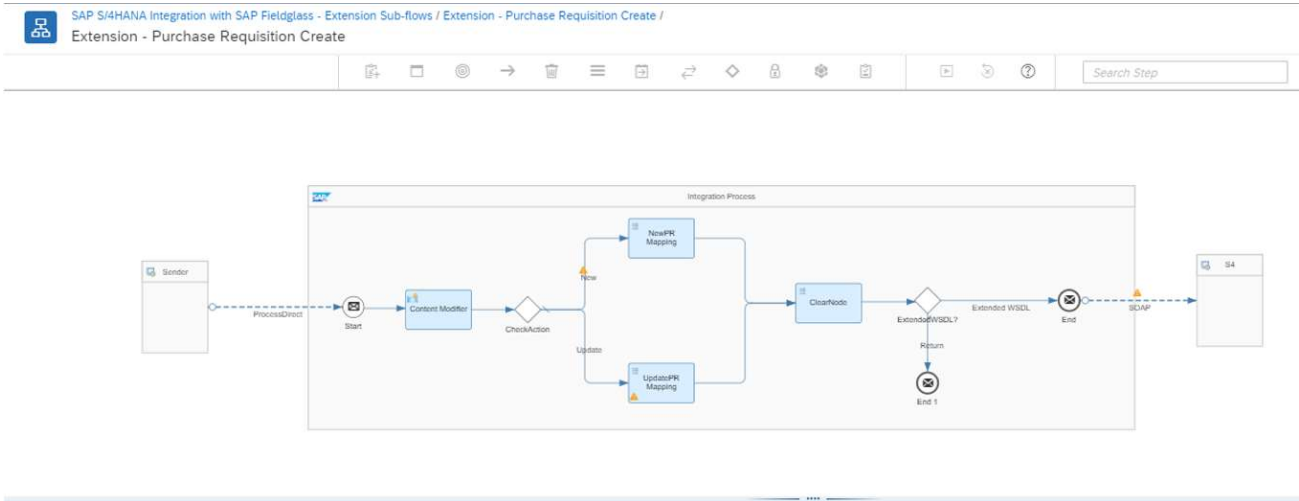 SAP S/4HANA Integration with SAP Fieldglass - Extension Sub-flows / Extension - Purchase Requisition Create /
Extension - Purchase Requisition Create
Search Step
SAP
Integration Process
Sender
ProcessDirect
Start
Content Modifier
CheckAction
New
Update
NewPR
Mapping
UpdatePR
Mapping
ClearNode
ExtendedWSDL?
Extended WSDL
Return
End 1
End
SOAP
S4